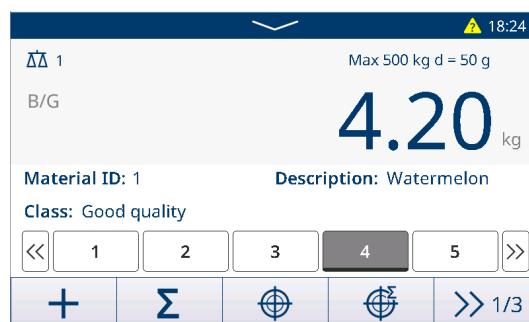 18:24
1 Max 500 kg d = 50 g
B/G
4.20 kg
Material ID: 1 Description: Watermelon
Class: Good quality
1 2 3 4 5
Σ Σ 1/3